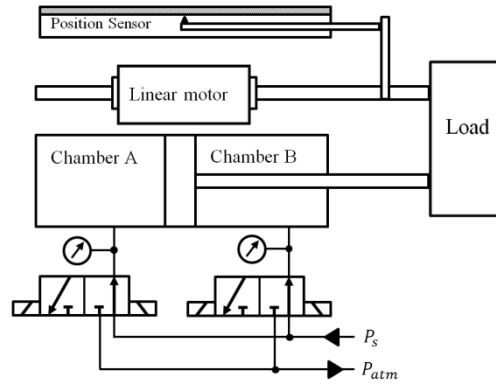 Position Sensor
Linear motor
Load
Chamber A
Chamber B
P_s
P_atm